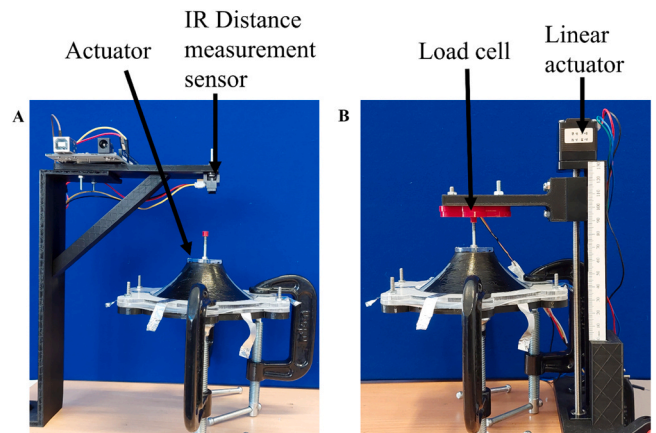 IR Distance
measurement
sensor
Actuator
A
Load cell
Linear
actuator
B